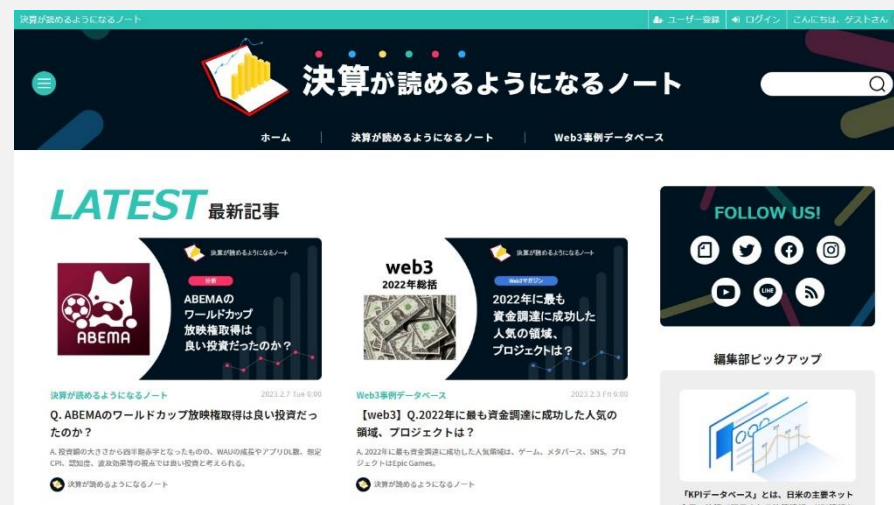 決算が読めるようになるノート
ユーザー登録 ログイン こんにちは、ゲストさん
決算が読めるようになるノート
ホーム 決算が読めるようになるノート Web3事例データベース
LATEST 最新記事
決算が読めるようになるノート
ABEMAの
ワールドカップ
放映権取得は
良い投資だったのか?
ABEMA
決算が読めるようになるノート 2023.2.7 Tue 6:00
Q. ABEMAのワールドカップ放映権取得は良い投資だっ
たのか?
A. 投資額の大きさから四半期赤字となったものの、WAUの成長やアプリDL数、想定
CPI、認知度、波及効果等の視点では良い投資と考えられる。
決算が読めるようになるノート
web3
2022年総括
決算が読めるようになるノート
Web3マガジン
2022年に最も
資金調達に成功した
人気の領域、
プロジェクトは?
Web3事例データベース 2023.2.3 Fri 6:00
【web3】Q.2022年に最も資金調達に成功した人気の
領域、プロジェクトは?
A. 2022年に最も資金調達に成功した人気領域は、ゲーム、メタバース、SNS。プロ
ジェクトはEpic Games。
決算が読めるようになるノート
FOLLOW US!
LINE
編集部ピックアップ
「KPIデータベース」とは、日米の主要ネット